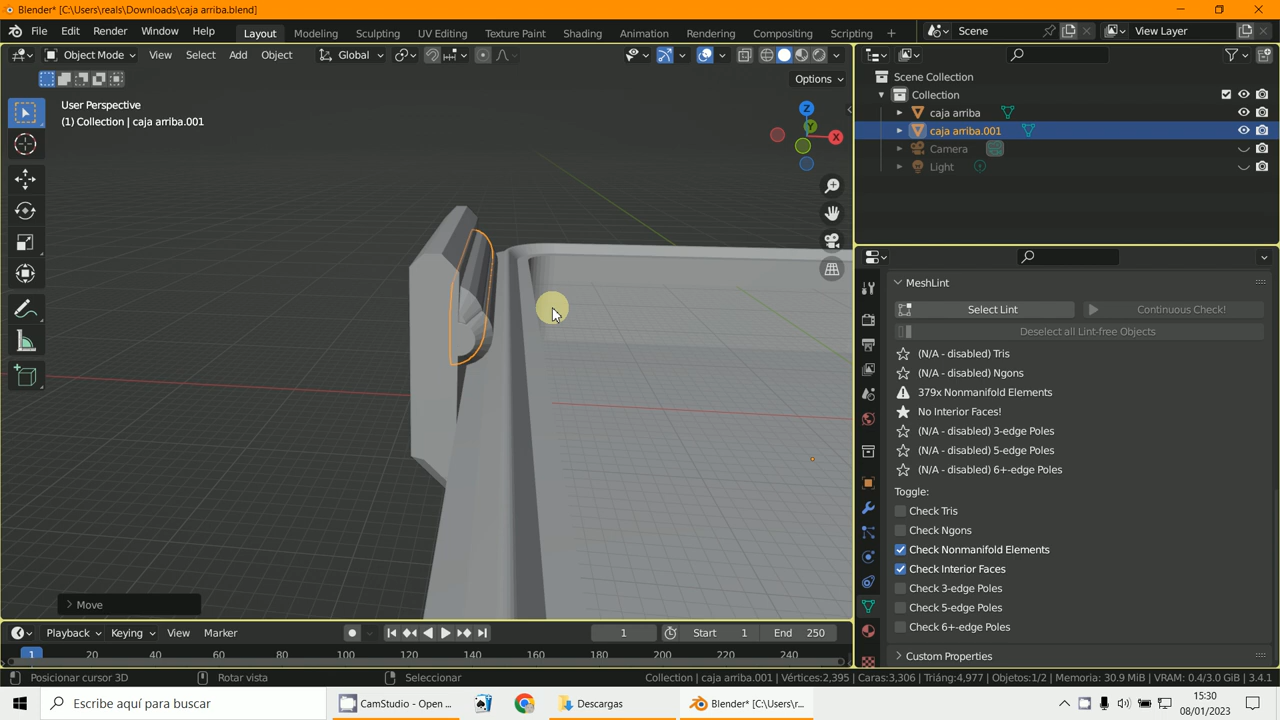 Blender* [C:\Users\reals\Downloads\caja arriba.blend]
File Edit Render Window Help Layout Modeling Sculpting UV Editing Texture Paint Shading Animation Rendering Compositing Scripting + Scene View Layer
Object Mode View Select Add Object Global
Options
User Perspective
(1) Collection | caja arriba.001
Z
Y
X
Move
Scene Collection
Collection
caja arriba
caja arriba.001
Camera
Light
MeshLint
Select Lint Continuous Check!
Deselect all Lint-free Objects
(N/A - disabled) Tris
(N/A - disabled) Ngons
379x Nonmanifold Elements
No Interior Faces!
(N/A - disabled) 3-edge Poles
(N/A - disabled) 5-edge Poles
(N/A - disabled) 6+-edge Poles
Toggle:
Check Tris
Check Ngons
Check Nonmanifold Elements
Check Interior Faces
Check 3-edge Poles
Check 5-edge Poles
Check 6+-edge Poles
Custom Properties
Playback Keying View Marker 1 Start 1 End 250
1 20 40 60 80 100 120 140 160 180 200 220 240
Posicionar cursor 3D Rotar vista Seleccionar Collection | caja arriba.001 | Vértices:2,395 | Caras:3,306 | Triáng:4,977 | Objetos:1/2 | Memoria: 30.9 MiB | VRAM: 0.4/3.0 GiB | 3.4.1
Escribe aquí para buscar CamStudio - Open ... Descargas Blender* [C:\Users\r...
15:30
08/01/2023